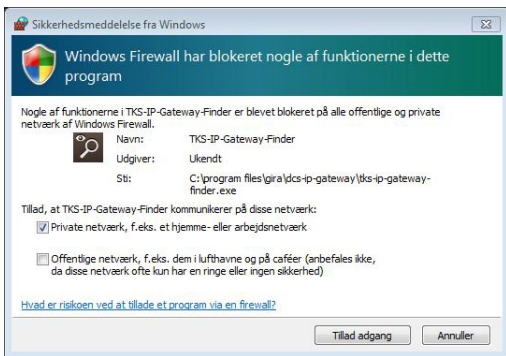 Sikkerhedsmeddelelse fra Windows
Windows Firewall har blokeret nogle af funktionerne i dette
program
Nogle af funktionerne i TKS-IP-Gateway-Finder er blevet blokeret på alle offentlige og private
netværk af Windows Firewall.
Navn: TKS-IP-Gateway-Finder
Udgiver: Ukendt
Sti: C:\program files\gira\dcs-ip-gateway\tks-ip-gateway-
finder.exe
Tillad, at TKS-IP-Gateway-Finder kommunikerer på disse netværk:
Private netværk, f.eks. et hjemme- eller arbejdsnetværk
Offentlige netværk, f.eks. dem i lufthavne og på caféer (anbefales ikke,
da disse netværk ofte kun har en ringe eller ingen sikkerhed)
Hvad er risikoen ved at tillade et program via en firewall?
Tillad adgang Annuller